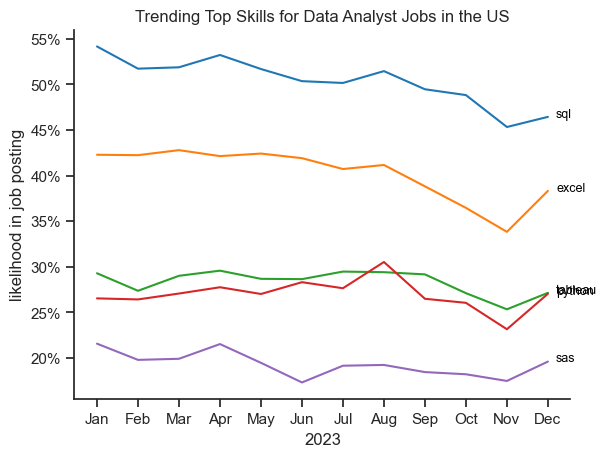 Trending Top Skills for Data Analyst Jobs in the US
55%
50%
45%
40%
35%
30%
25%
20%
likelihood in job posting
sql
excel
tableau
python
sas
Jan Feb Mar Apr May Jun Jul Aug Sep Oct Nov Dec
2023